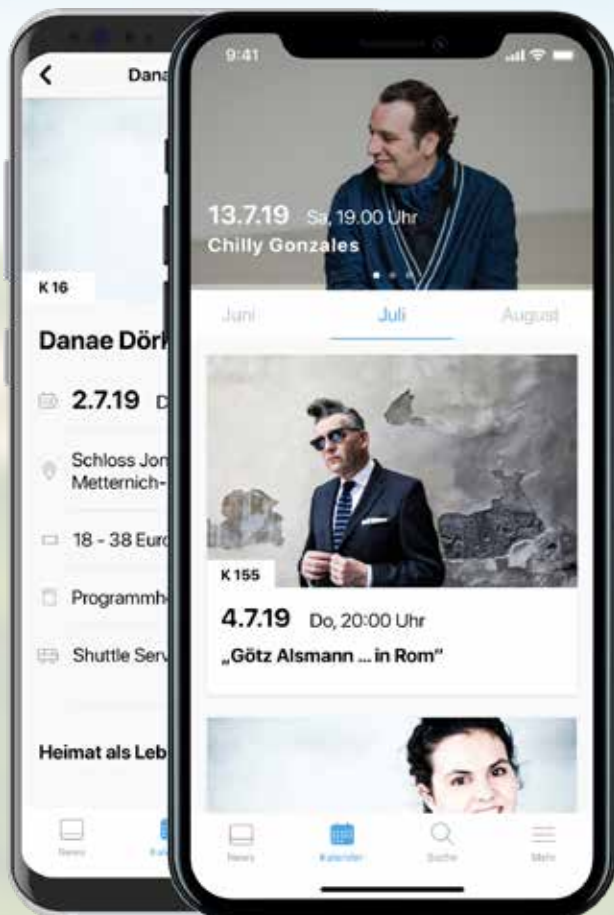 Dana
K 16
Danae Dörk
2.7.19 D
Schloss Jon
Metternich-
18 - 38 Euro
Programmh
Shuttle Serv
Heimat als Leb
News
9:41
13.7.19 Sa, 19.00 Uhr
Chilly Gonzales
Juni Juli August
K 155
4.7.19 Do, 20:00 Uhr
„Götz Alsmann ... in Rom“
News Kalender Suche Mehr